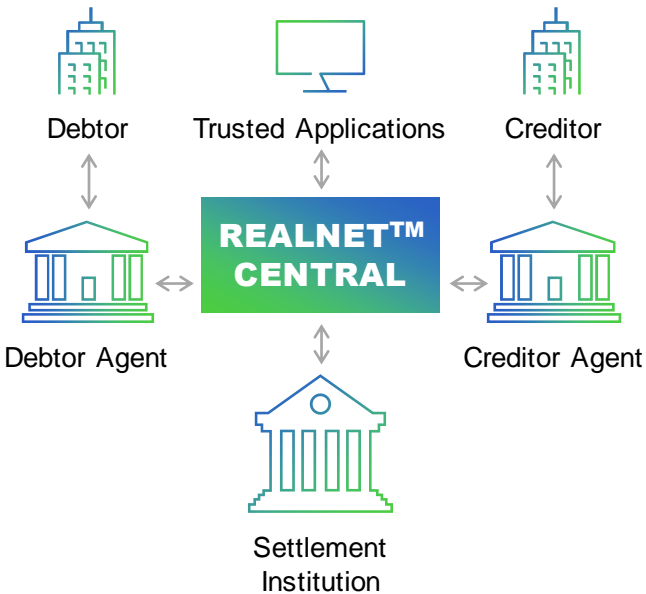 Debtor
Trusted Applications
Creditor
REALNET™
CENTRAL
Debtor Agent
Creditor Agent
Settlement
Institution